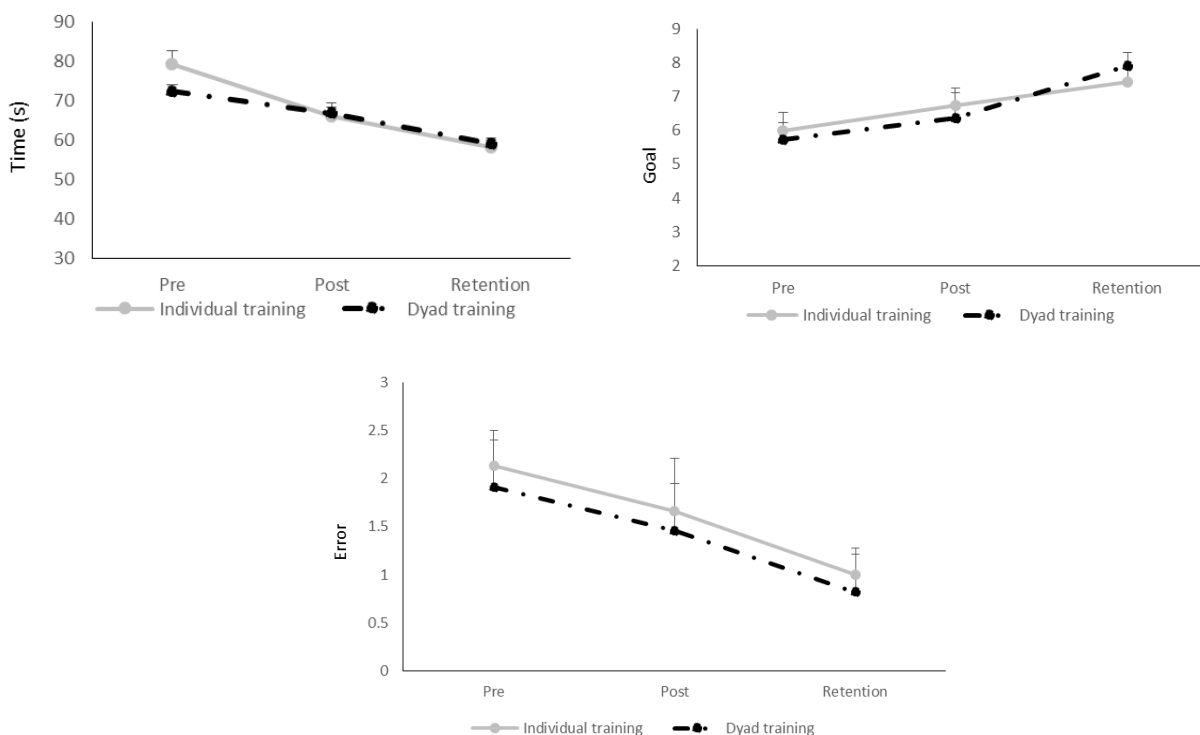 90
80
70
60
50
40
30
Time (s)
Pre Post Retention
Individual training Dyad training
9
8
7
6
5
4
3
2
Goal
Pre Post Retention
Individual training Dyad training
3
2.5
2
1.5
1
0.5
0
Error
Pre Post Retention
Individual training Dyad training